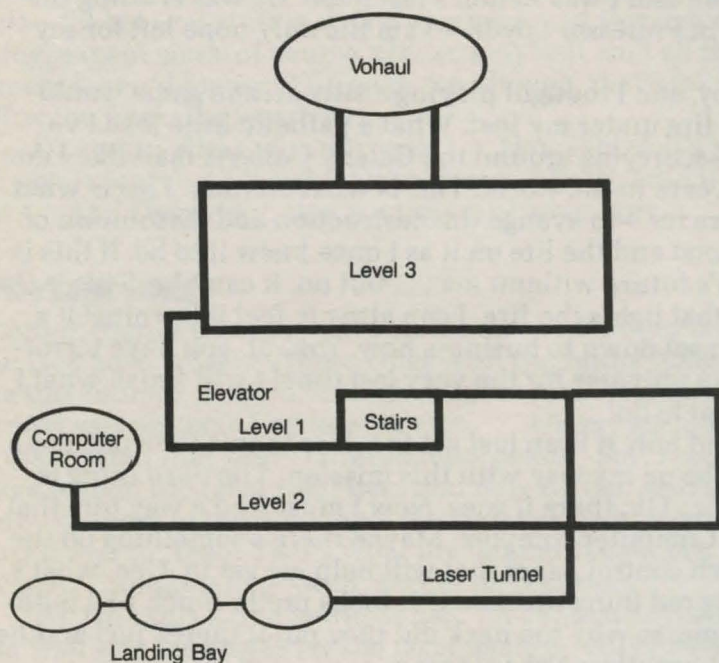 Vohaul
Level 3
Elevator
Level 1
Stairs
Computer
Room
Level 2
Laser Tunnel
Landing Bay